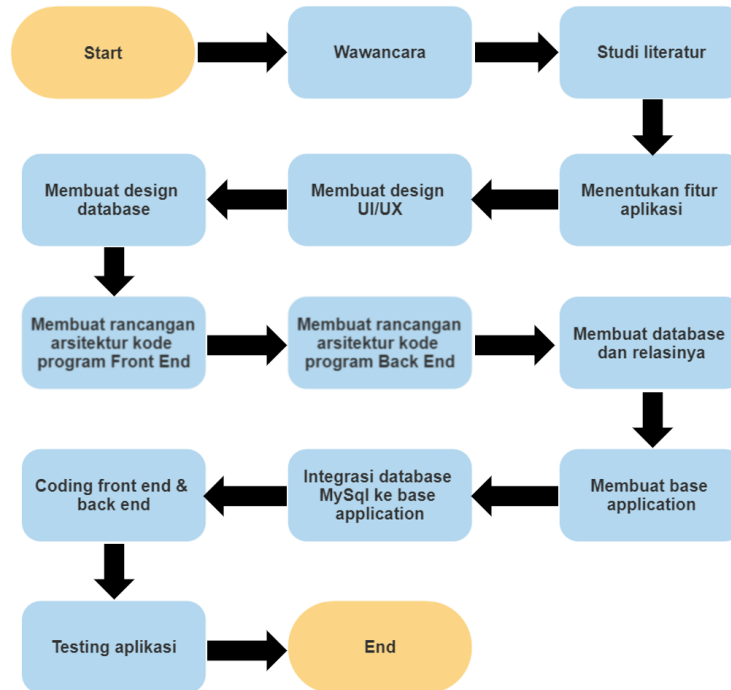 Start
Wawancara
Studi literatur
Menentukan fitur
aplikasi
Membuat design
UI/UX
Membuat design
database
Membuat rancangan
arsitektur kode
program Front End
Membuat rancangan
arsitektur kode
program Back End
Membuat database
dan relasinya
Membuat base
application
Integrasi database
MySql ke base
application
Coding front end &
back end
Testing aplikasi
End